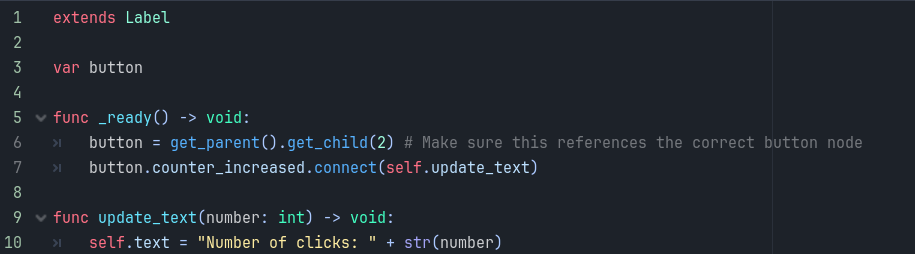 1 extends Label
2
3 var button
4
5 func _ready() -> void:
6 button = get_parent().get_child(2) # Make sure this references the correct button node
7 button.counter_increased.connect(self.update_text)
8
9 func update_text(number: int) -> void:
10 self.text = "Number of clicks: " + str(number)